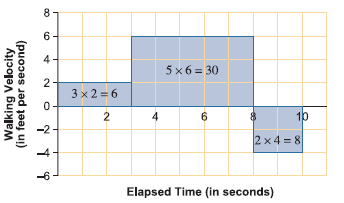 8
6
4
2
0
–2
–4
–6
Walking Velocity
(in feet per second)
3 × 2 = 6
5 × 6 = 30
2 × 4 = 8
2
4
6
8
10
Elapsed Time (in seconds)